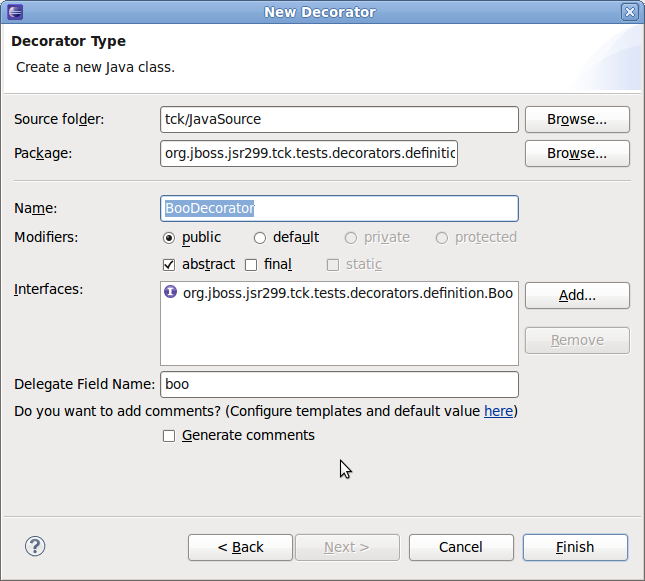 New Decorator
Decorator Type
Create a new Java class.
Source folder: tck/JavaSource Browse...
Package: org.jboss.jsr299.tck.tests.decorators.definitic Browse...
Name: BooDecorator
Modifiers: public default private protected
abstract final static
Interfaces: I org.jboss.jsr299.tck.tests.decorators.definition.Boo Add...
Remove
Delegate Field Name: boo
Do you want to add comments? (Configure templates and default value here)
Generate comments
? < Back Next > Cancel Finish